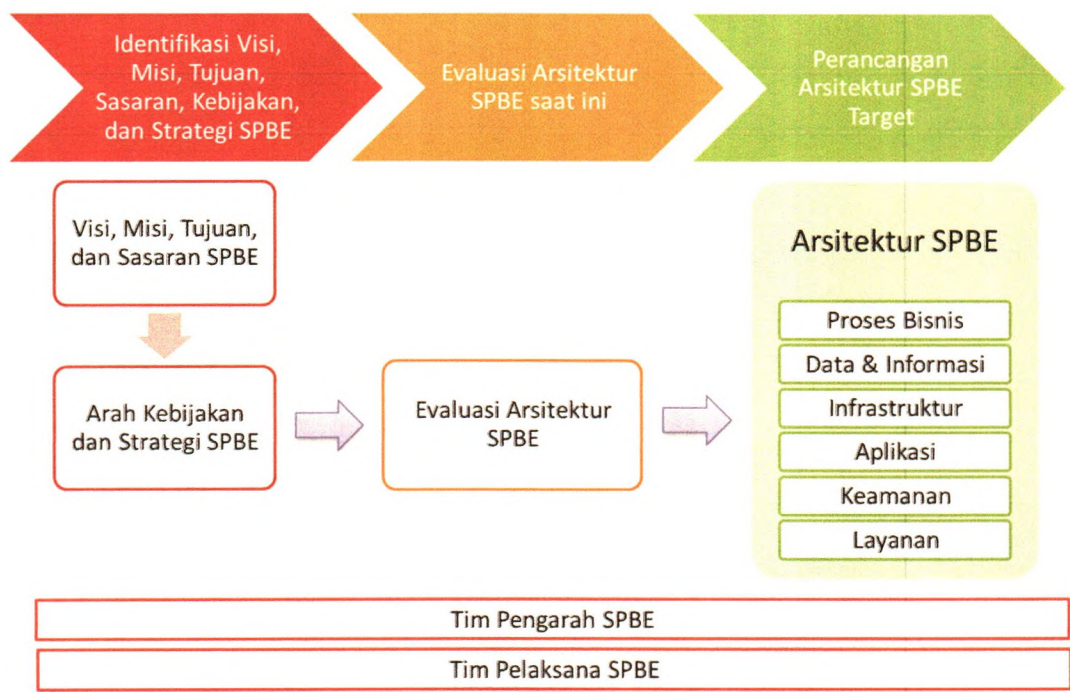 Identifikasi Visi,
Misi, Tujuan,
Sasaran, Kebijakan,
dan Strategi SPBE
Evaluasi Arsitektur
SPBE saat ini
Perancangan
Arsitektur SPBE
Target
Visi, Misi, Tujuan,
dan Sasaran SPBE
Arah Kebijakan
dan Strategi SPBE
Evaluasi Arsitektur
SPBE
Arsitektur SPBE
Proses Bisnis
Data & Informasi
Infrastruktur
Aplikasi
Keamanan
Layanan
Tim Pengarah SPBE
Tim Pelaksana SPBE